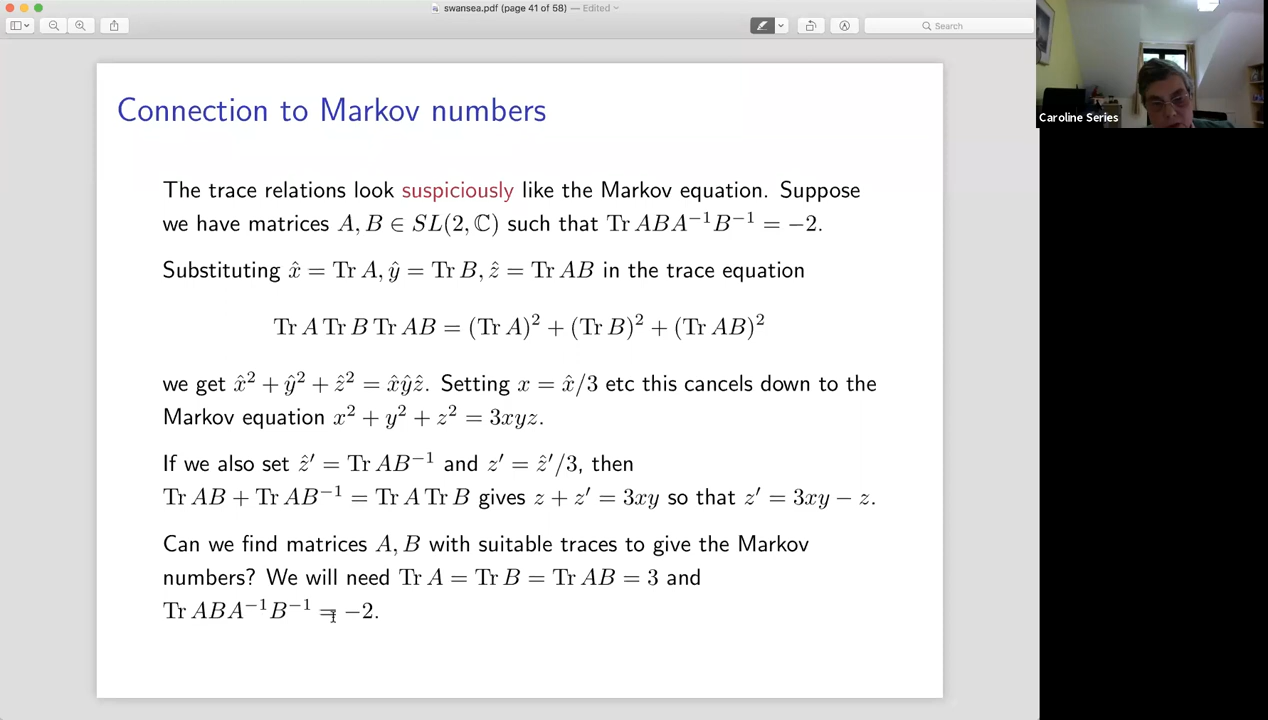 swansea.pdf (page 41 of 58) — Edited
Search
Caroline Series
Connection to Markov numbers
The trace relations look suspiciously like the Markov equation. Suppose
we have matrices A, B ∈ SL(2, ℂ) such that Tr ABA⁻¹B⁻¹ = −2.
Substituting x̂ = Tr A, ŷ = Tr B, ẑ = Tr AB in the trace equation
Tr A Tr B Tr AB = (Tr A)² + (Tr B)² + (Tr AB)²
we get x̂² + ŷ² + ẑ² = x̂ŷẑ. Setting x = x̂/3 etc this cancels down to the
Markov equation x² + y² + z² = 3xyz.
If we also set ẑ′ = Tr AB⁻¹ and z′ = ẑ′/3, then
Tr AB + Tr AB⁻¹ = Tr A Tr B gives z + z′ = 3xy so that z′ = 3xy − z.
Can we find matrices A, B with suitable traces to give the Markov
numbers? We will need Tr A = Tr B = Tr AB = 3 and
Tr ABA⁻¹B⁻¹ = −2.